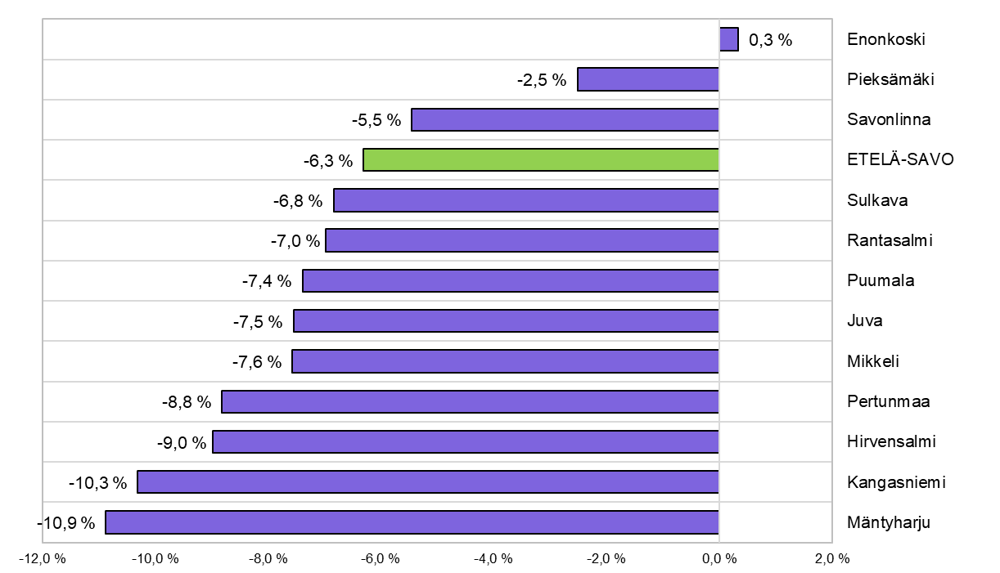 0,3 % Enonkoski
-2,5 % Pieksämäki
-5,5 % Savonlinna
-6,3 % ETELÄ-SAVO
-6,8 % Sulkava
-7,0 % Rantasalmi
-7,4 % Puumala
-7,5 % Juva
-7,6 % Mikkeli
-8,8 % Pertunmaa
-9,0 % Hirvensalmi
-10,3 % Kangasniemi
-10,9 % Mäntyharju
-12,0 % -10,0 % -8,0 % -6,0 % -4,0 % -2,0 % 0,0 % 2,0 %